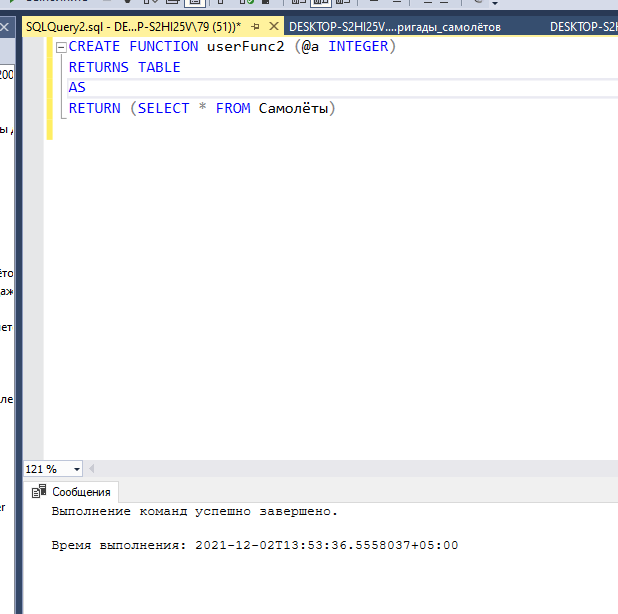 SQLQuery2.sql - DE...P-S2HI25V\79 (51))*
DESKTOP-S2HI25V....ригады_самолётов
DESKTOP-S2H
CREATE FUNCTION userFunc2 (@a INTEGER)
RETURNS TABLE
AS
RETURN (SELECT * FROM Самолёты)
121 %
Сообщения
Выполнение команд успешно завершено.
Время выполнения: 2021-12-02T13:53:36.5558037+05:00